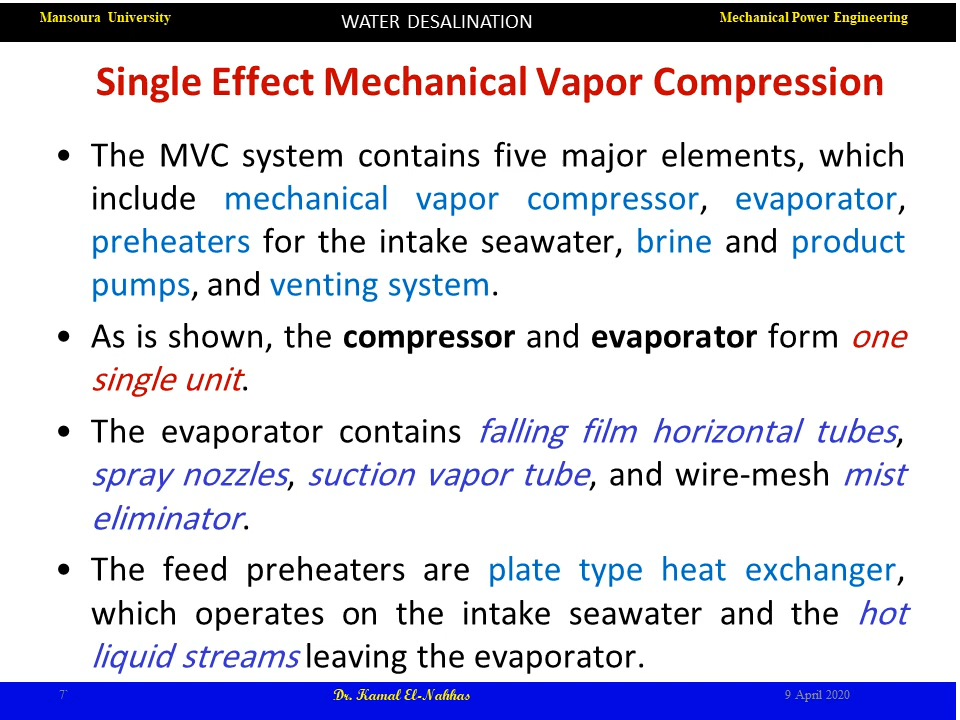 Mansoura University
WATER DESALINATION
Mechanical Power Engineering
Single Effect Mechanical Vapor Compression
• The MVC system contains five major elements, which
include mechanical vapor compressor, evaporator,
preheaters for the intake seawater, brine and product
pumps, and venting system.
• As is shown, the compressor and evaporator form one
single unit.
• The evaporator contains falling film horizontal tubes,
spray nozzles, suction vapor tube, and wire-mesh mist
eliminator.
• The feed preheaters are plate type heat exchanger,
which operates on the intake seawater and the hot
liquid streams leaving the evaporator.
Dr. Kamal El-Nahhas
9 April 2020